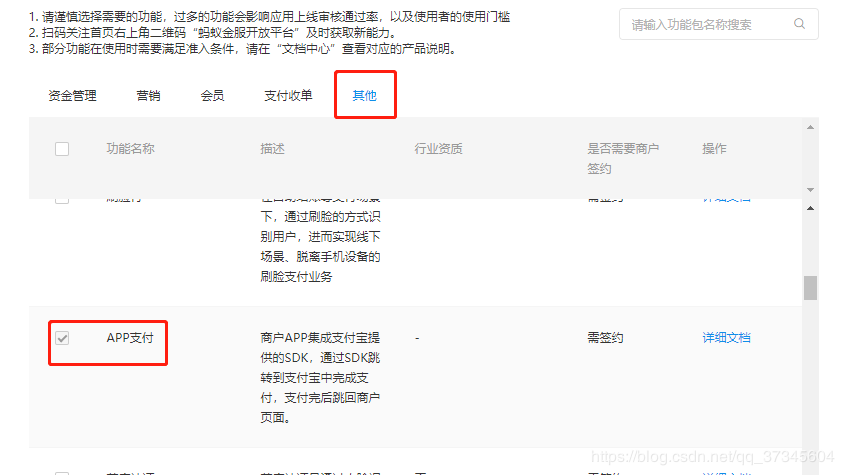 1. 请谨慎选择需要的功能，过多的功能会影响应用上线审核通过率，以及使用者的使用门槛
2. 扫码关注首页右上角二维码“蚂蚁金服开放平台”及时获取新能力。
3. 部分功能在使用时需要满足准入条件，请在“文档中心”查看对应的产品说明。
请输入功能包名称搜索
资金管理 营销 会员 支付收单 其他
功能名称 描述 行业资质 是否需要商户 操作
签约
下，通过刷脸的方式识
别用户，进而实现线下
场景、脱离手机设备的
刷脸支付业务
APP支付 商户APP集成支付宝提 - 需签约 详细文档
供的SDK，通过SDK跳
转到支付宝中完成支
付，支付完后跳回商户
页面。
https://blog.csdn.net/qq_37345604